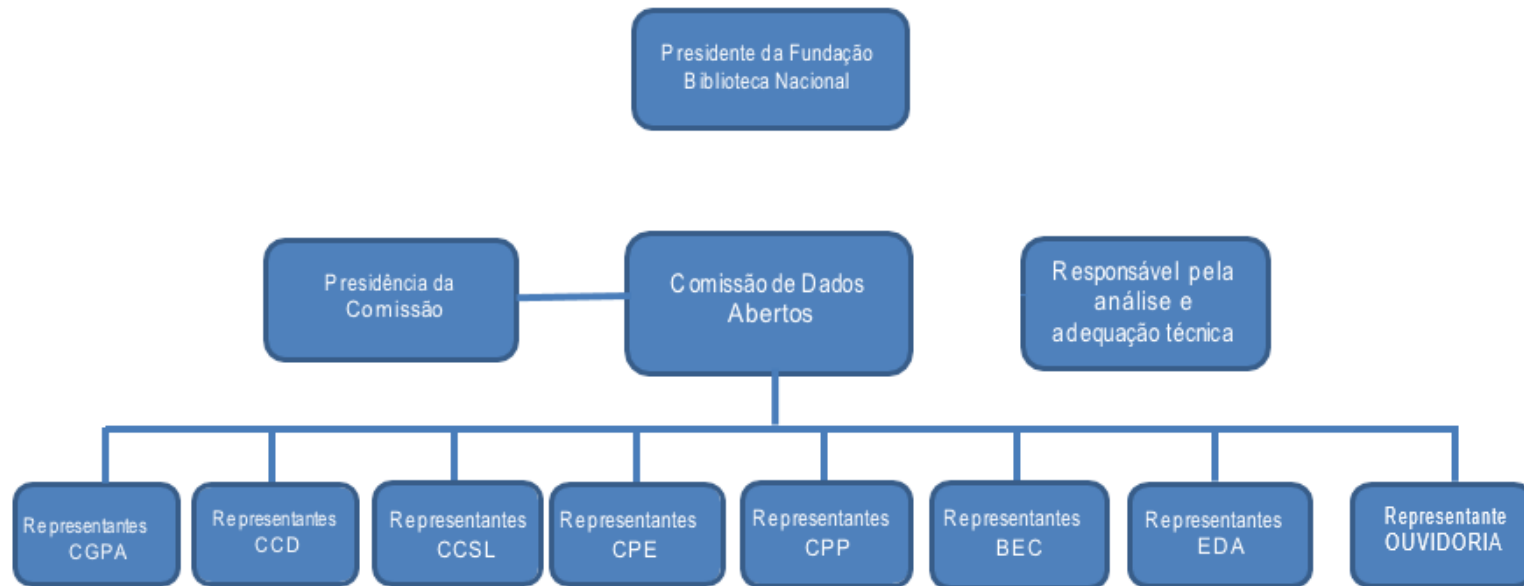 Presidente da Fundação
Biblioteca Nacional
Presidência da
Comissão
Comissão de Dados
Abertos
Responsável pela
análise e
adequação técnica
Representantes
CGPA
Representantes
CCD
Representantes
CCSL
Representantes
CPE
Representantes
CPP
Representantes
BEC
Representantes
EDA
Representante
OUVIDORIA